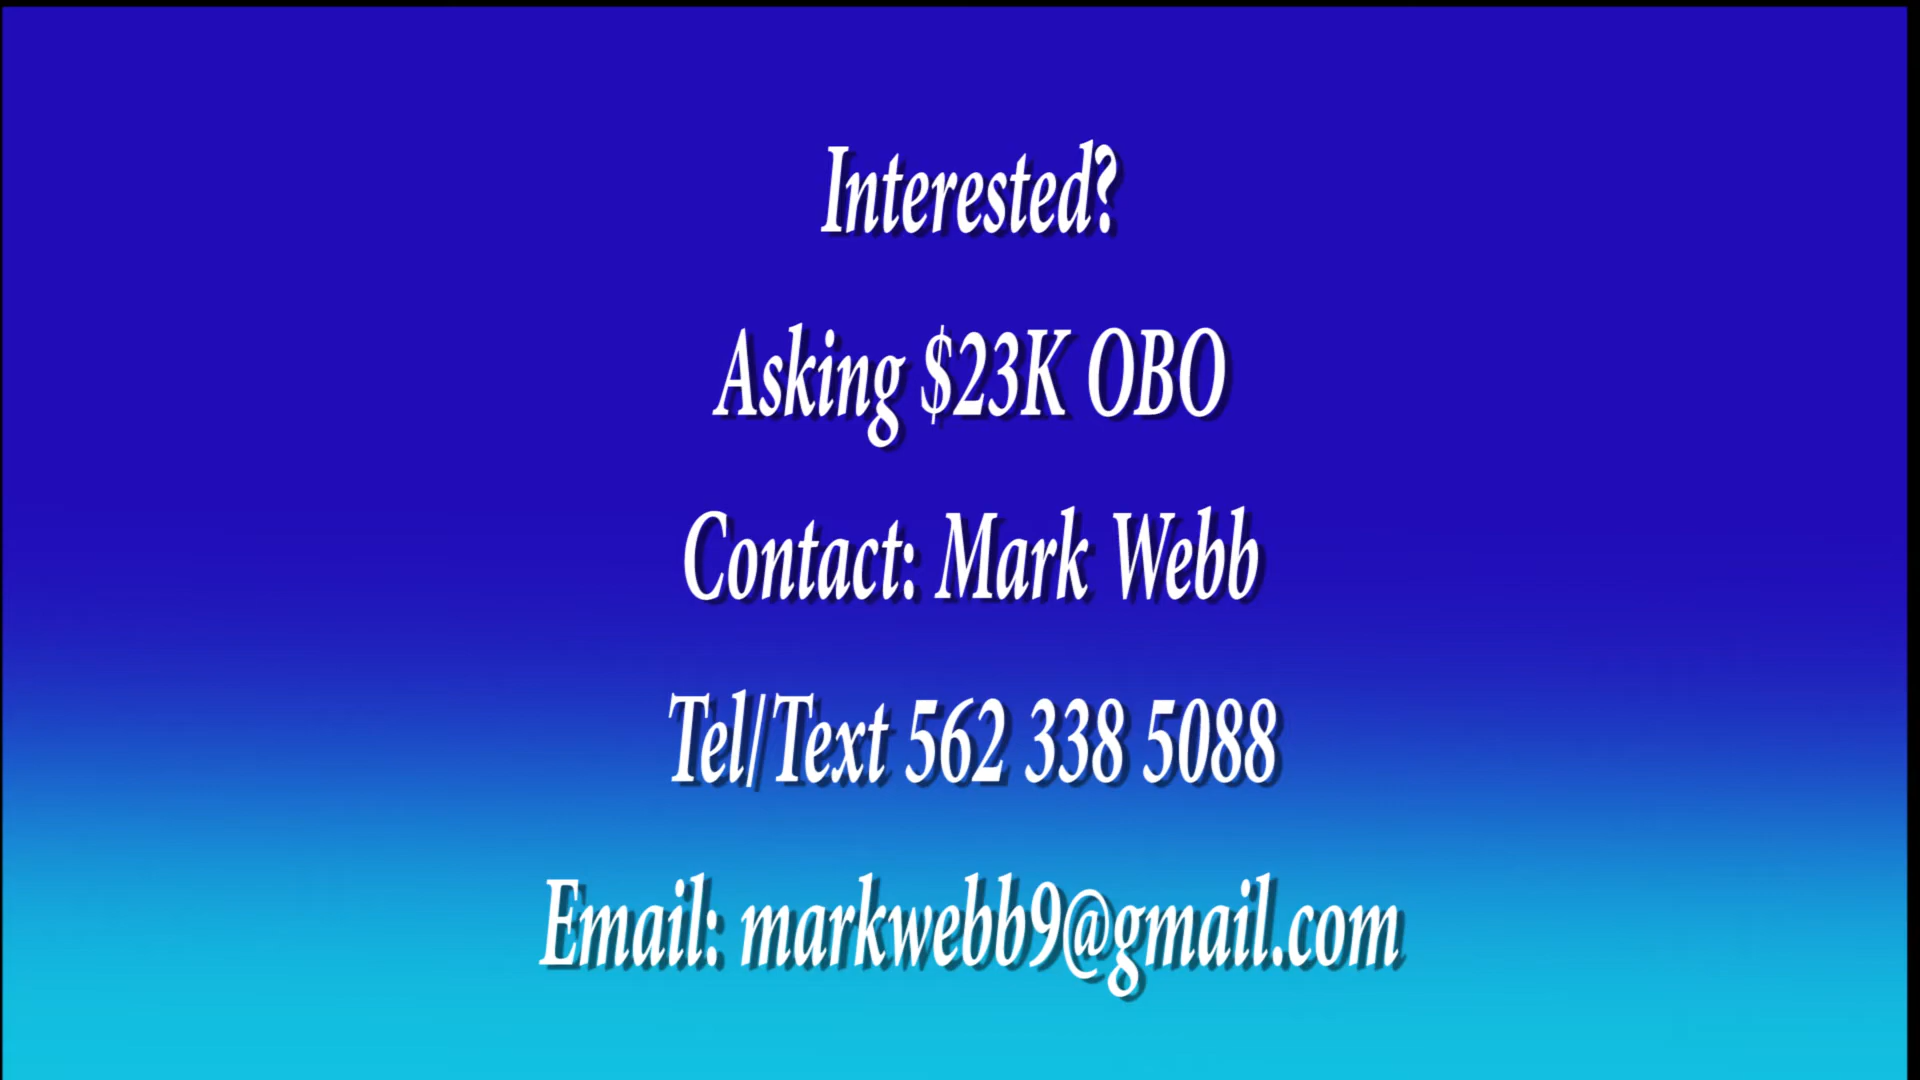 Interested?
Asking $23K OBO
Contact: Mark Webb
Tel/Text 562 338 5088
Email: markwebb9@gmail.com